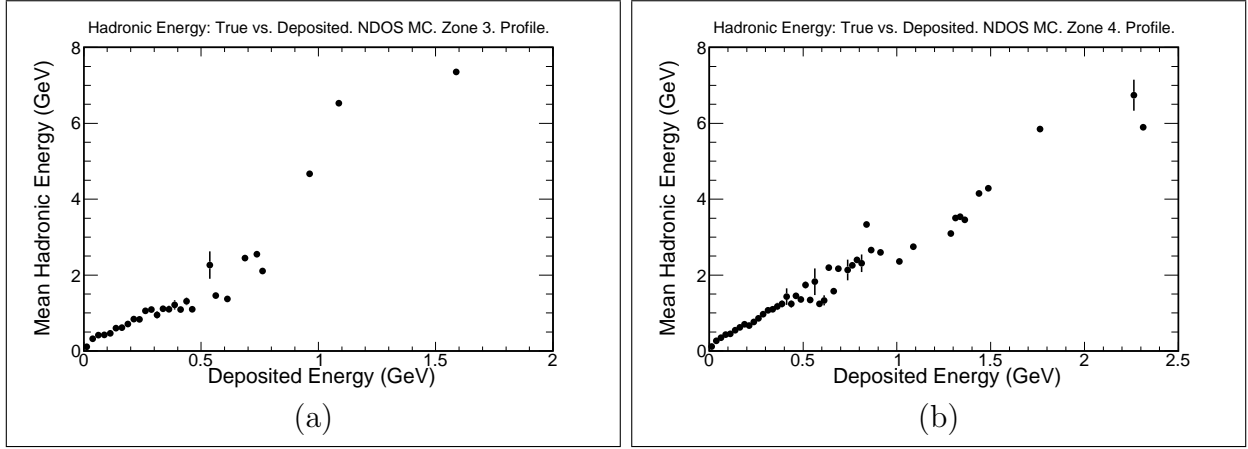 Hadronic Energy: True vs. Deposited. NDOS MC. Zone 3. Profile.
Mean Hadronic Energy (GeV)
8
6
4
2
0
0 0.5 1 1.5 2
Deposited Energy (GeV)
(a)
Hadronic Energy: True vs. Deposited. NDOS MC. Zone 4. Profile.
Mean Hadronic Energy (GeV)
8
6
4
2
0
0 0.5 1 1.5 2 2.5
Deposited Energy (GeV)
(b)